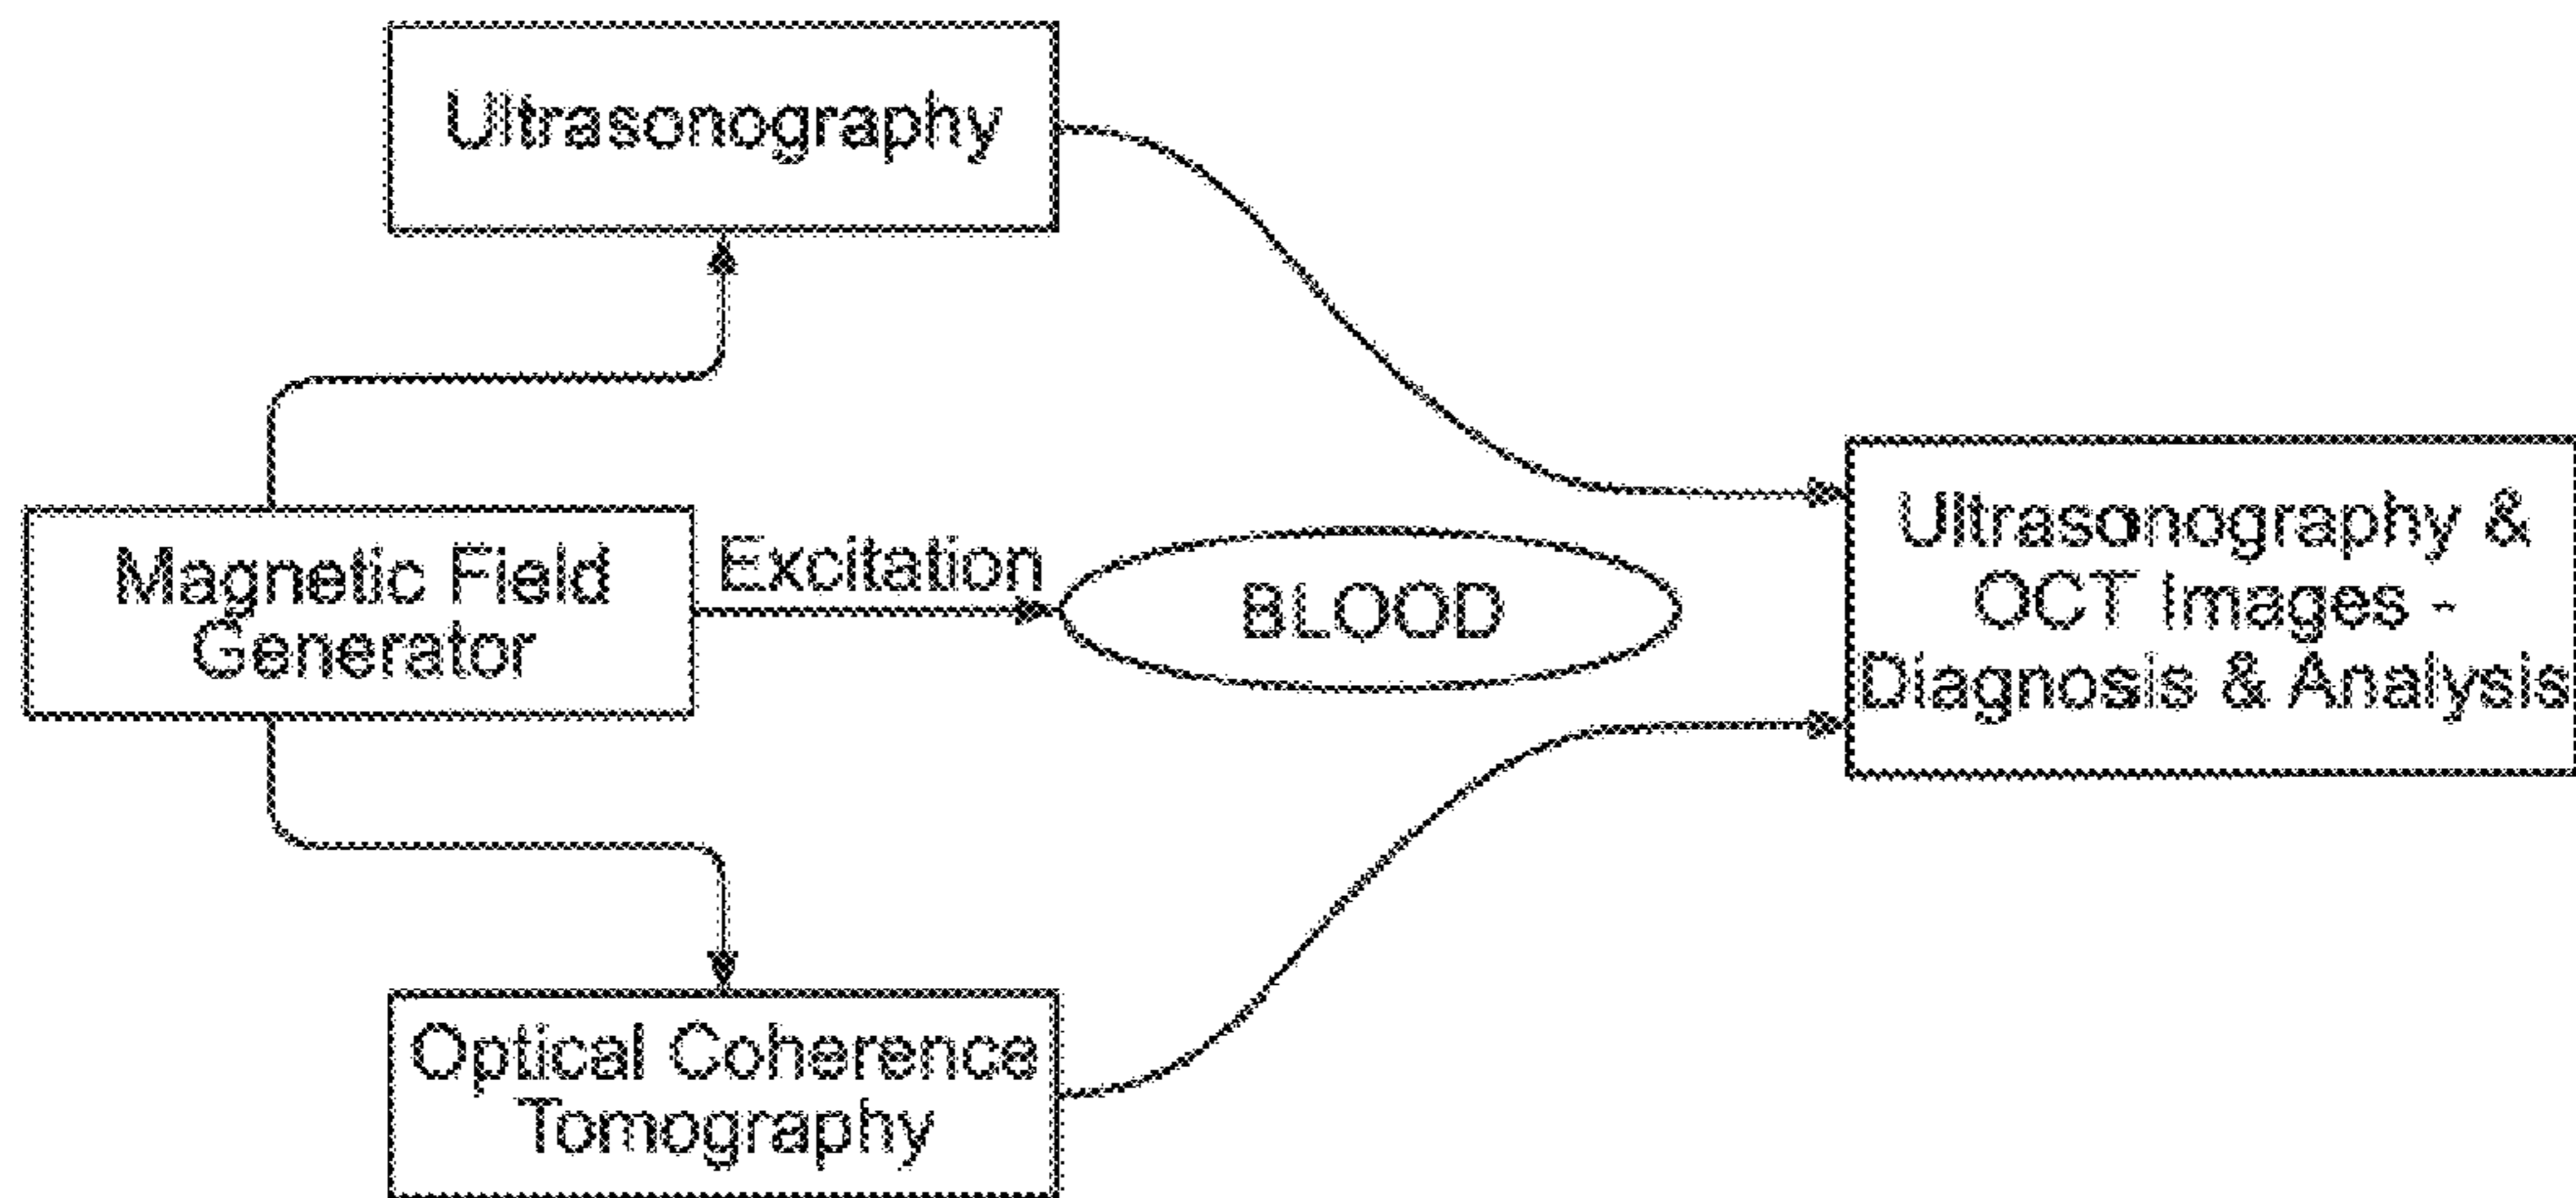 Ultrasonography
Magnetic Field
Generator
Excitation
BLOOD
Ultrasonography &
OCT Images -
Diagnosis & Analysis
Optical Coherence
Tomography